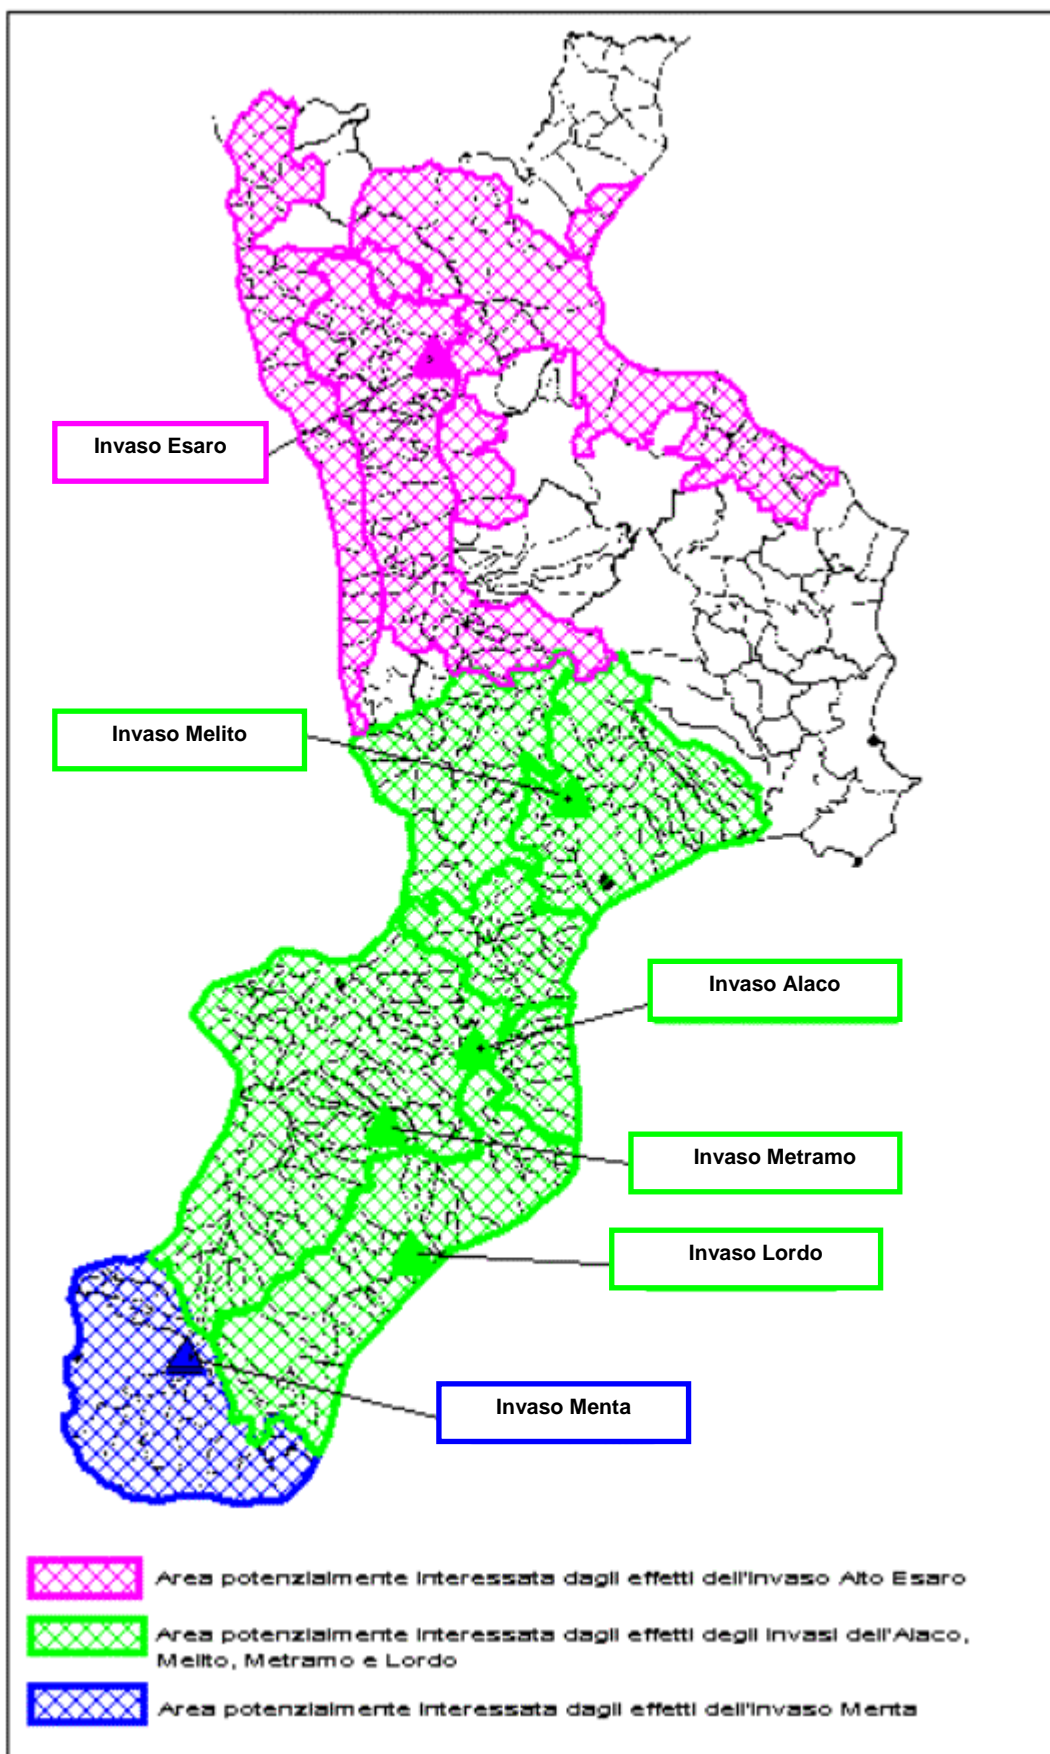 Invaso Esaro
Invaso Melito
Invaso Alaco
Invaso Metramo
Invaso Lordo
Invaso Menta
Area potenzialmente interessata dagli effetti dell'invaso Alto Esaro
Area potenzialmente interessata dagli effetti degli invasi dell'Alaco,
Melito, Metramo e Lordo
Area potenzialmente interessata dagli effetti dell'invaso Menta